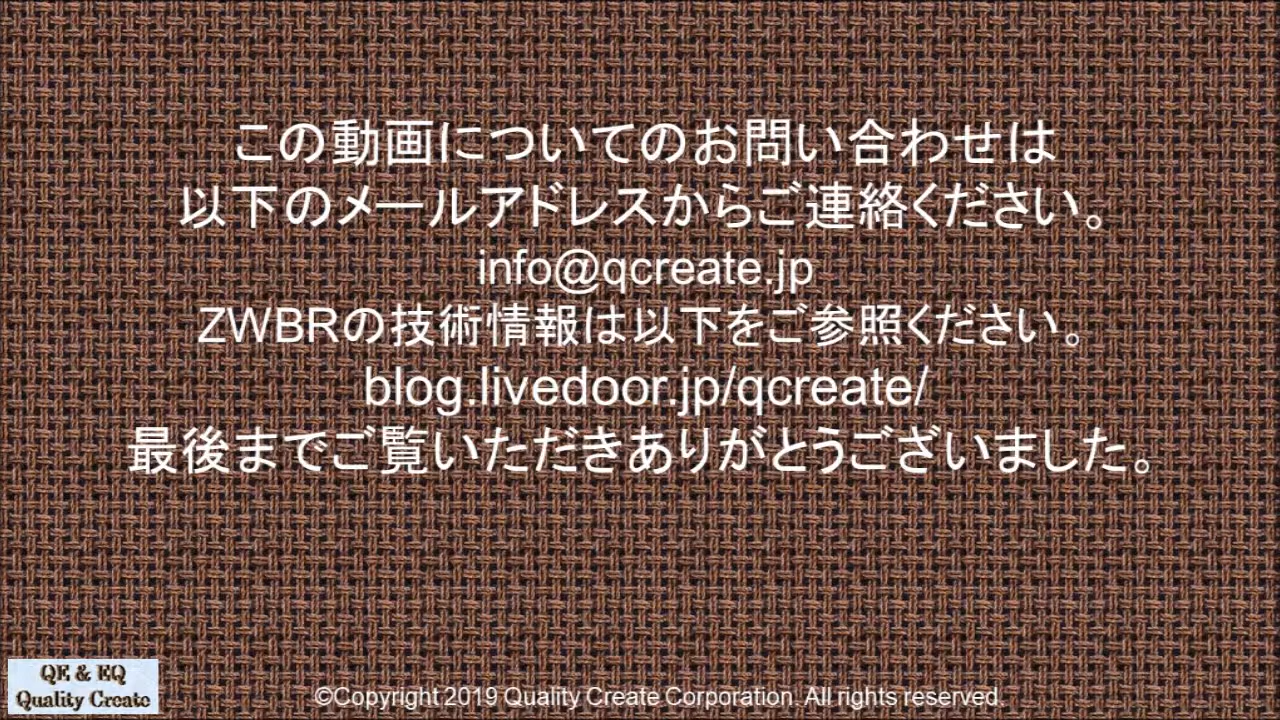 この動画についてのお問い合わせは
以下のメールアドレスからご連絡ください。
info@qcreate.jp
ZWBRの技術情報は以下をご参照ください。
blog.livedoor.jp/qcreate/
最後までご覧いただきありがとうございました。
QE & EQ
Quality Create
©Copyright 2019 Quality Create Corporation. All rights reserved.